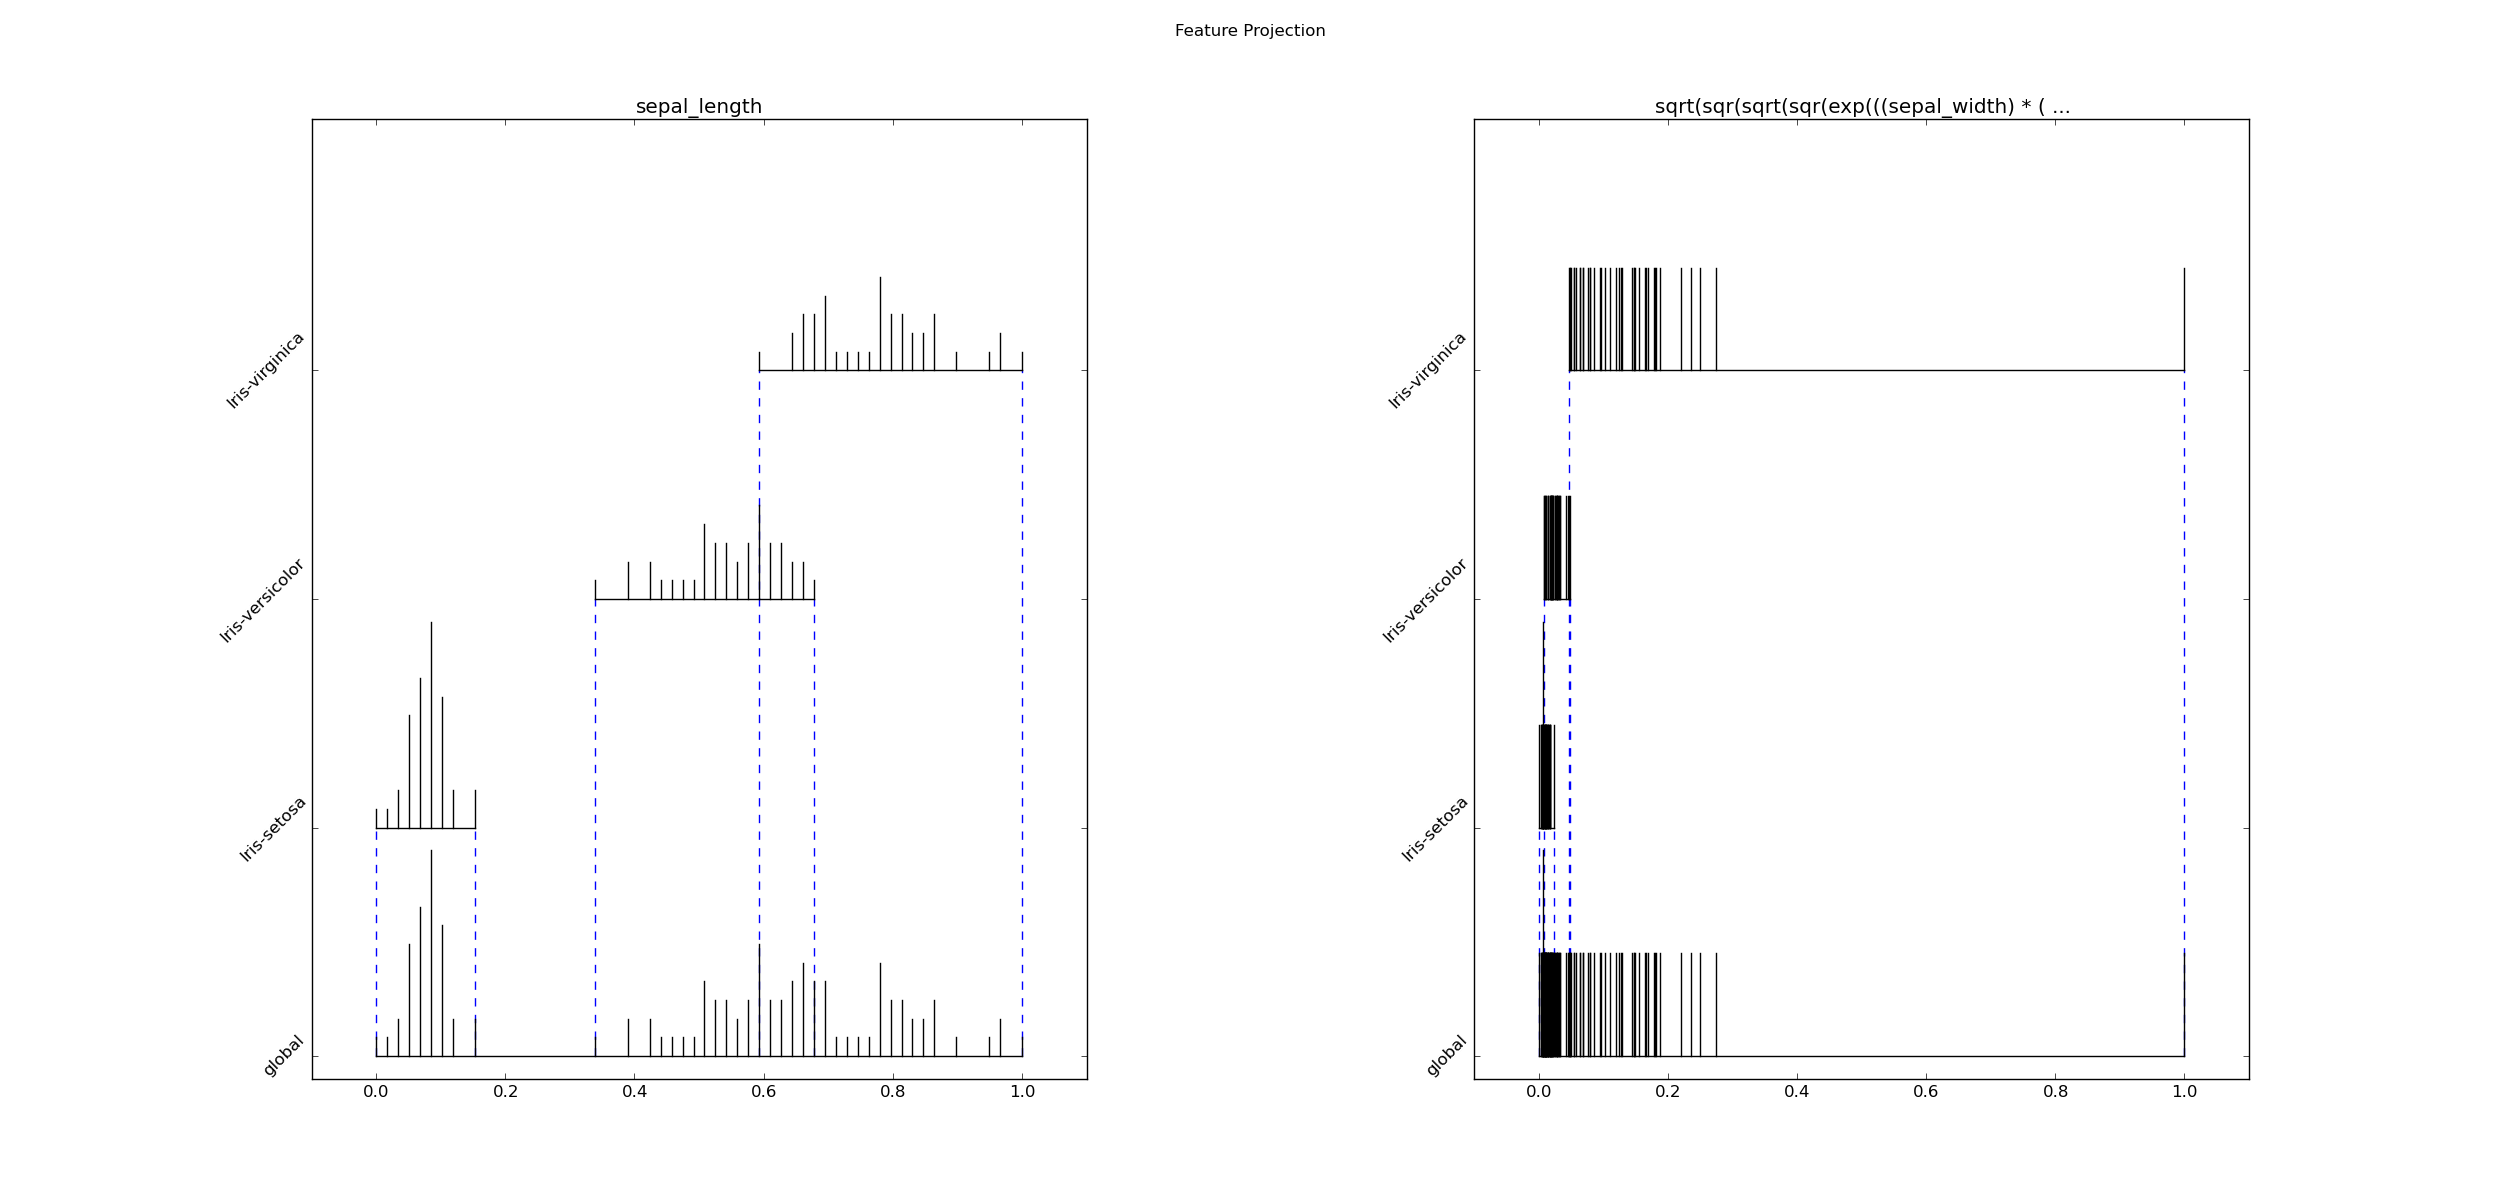 Feature Projection
sepal_length
Iris-virginica
Iris-versicolor
Iris-setosa
global
0.0 0.2 0.4 0.6 0.8 1.0
sqrt(sqr(sqrt(sqr(exp(((sepal_width) * ( ...
Iris-virginica
Iris-versicolor
Iris-setosa
global
0.0 0.2 0.4 0.6 0.8 1.0